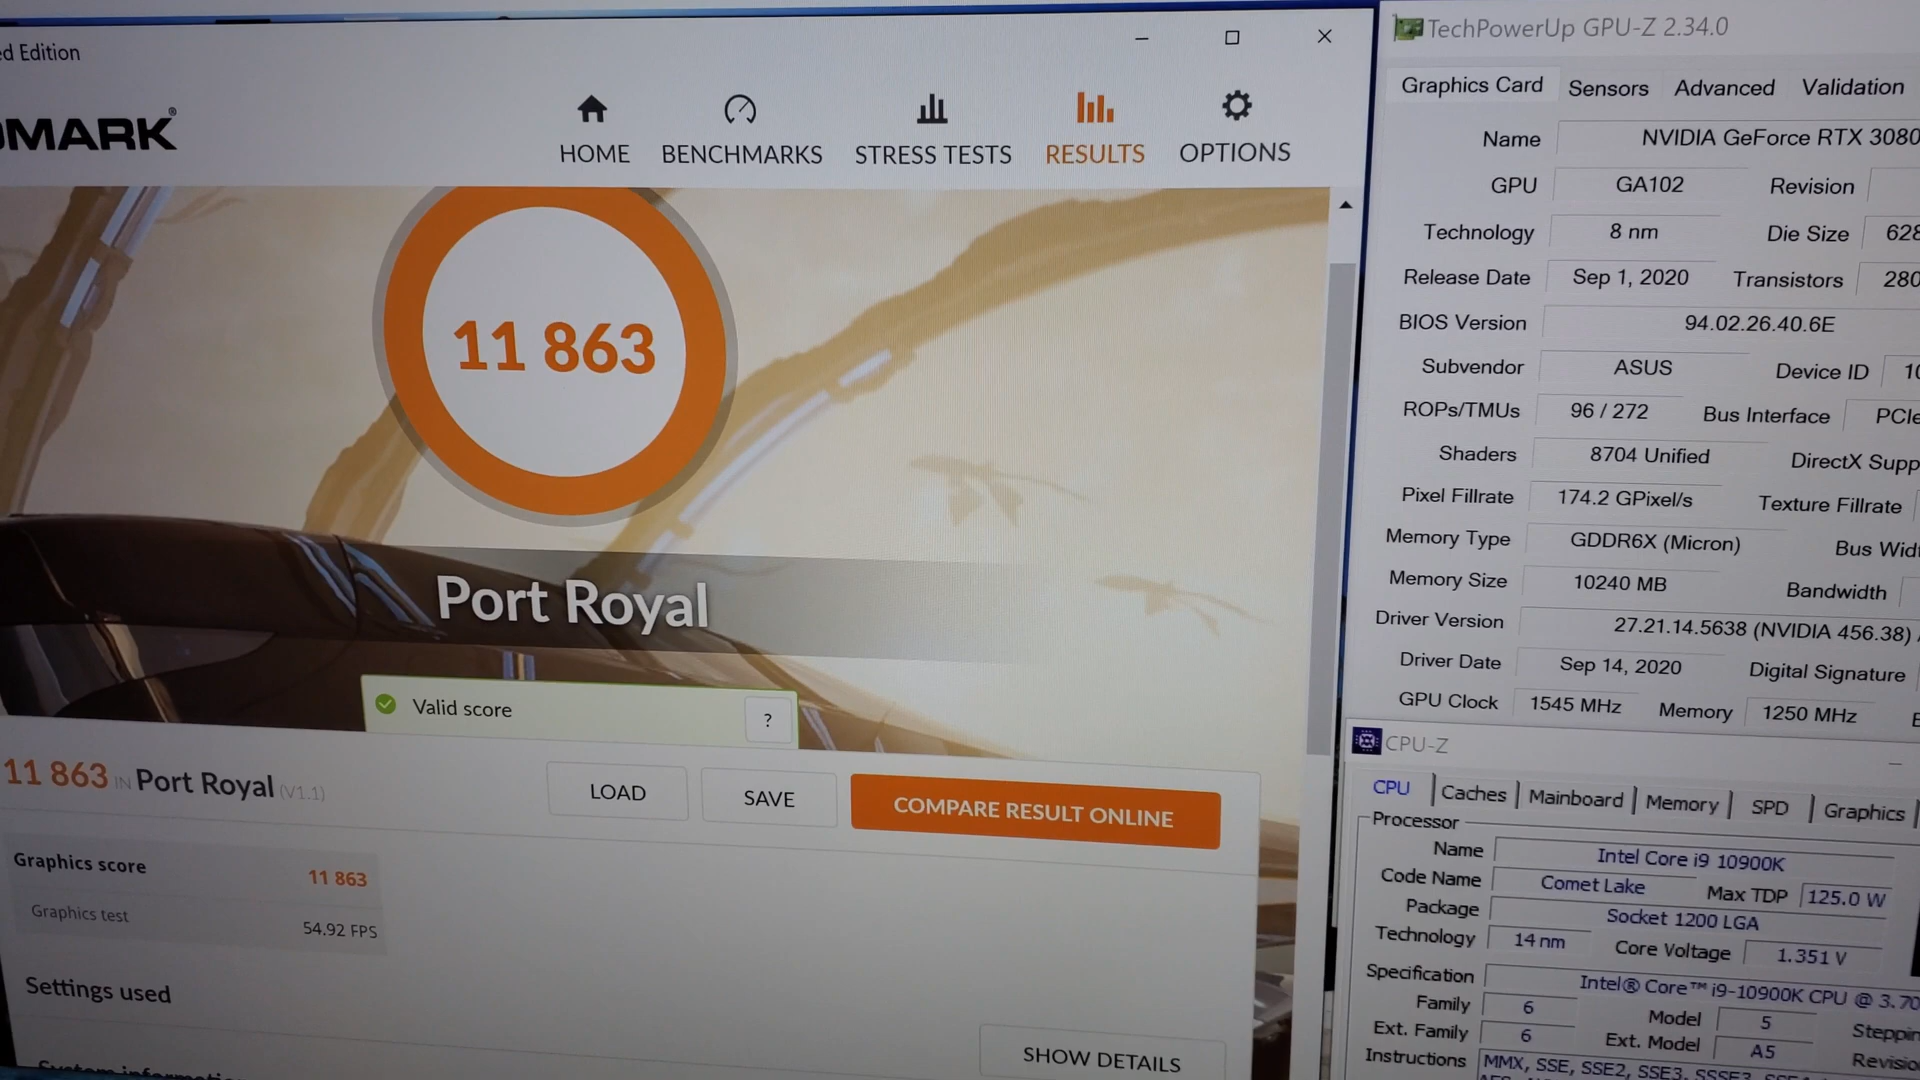 ed Edition
DMARK®
HOME BENCHMARKS STRESS TESTS RESULTS OPTIONS
11 863
Port Royal
Valid score ?
11 863 IN Port Royal (V1.1)
LOAD SAVE COMPARE RESULT ONLINE
Graphics score 11 863
Graphics test 54.92 FPS
Settings used
SHOW DETAILS
System informatio
TechPowerUp GPU-Z 2.34.0
Graphics Card Sensors Advanced Validation
Name NVIDIA GeForce RTX 3080
GPU GA102 Revision
Technology 8 nm Die Size 628
Release Date Sep 1, 2020 Transistors 280
BIOS Version 94.02.26.40.6E
Subvendor ASUS Device ID 10
ROPs/TMUs 96 / 272 Bus Interface PCIe
Shaders 8704 Unified DirectX Supp
Pixel Fillrate 174.2 GPixel/s Texture Fillrate
Memory Type GDDR6X (Micron) Bus Widt
Memory Size 10240 MB Bandwidth
Driver Version 27.21.14.5638 (NVIDIA 456.38)
Driver Date Sep 14, 2020 Digital Signature
GPU Clock 1545 MHz Memory 1250 MHz
CPU-Z
CPU Caches Mainboard Memory SPD Graphics
Processor
Name Intel Core i9 10900K
Code Name Comet Lake Max TDP 125.0 W
Package Socket 1200 LGA
Technology 14 nm Core Voltage 1.351 V
Specification Intel® Core™ i9-10900K CPU @ 3.70
Family 6 Model 5 Steppin
Ext. Family 6 Ext. Model A5 Revisio
Instructions MMX, SSE, SSE2, SSE3, SSSE3,